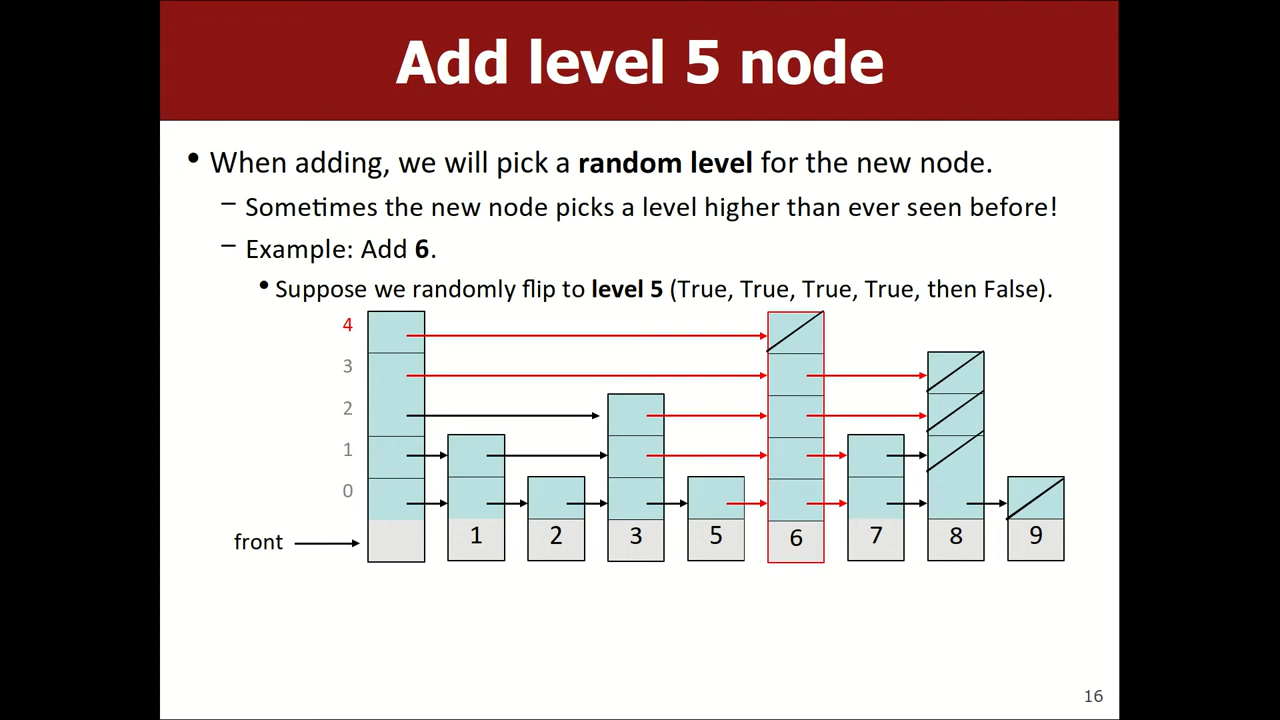 Add level 5 node
• When adding, we will pick a random level for the new node.
– Sometimes the new node picks a level higher than ever seen before!
– Example: Add 6.
• Suppose we randomly flip to level 5 (True, True, True, True, then False).
4
3
2
1
0
front
1 2 3 5 6 7 8 9
16